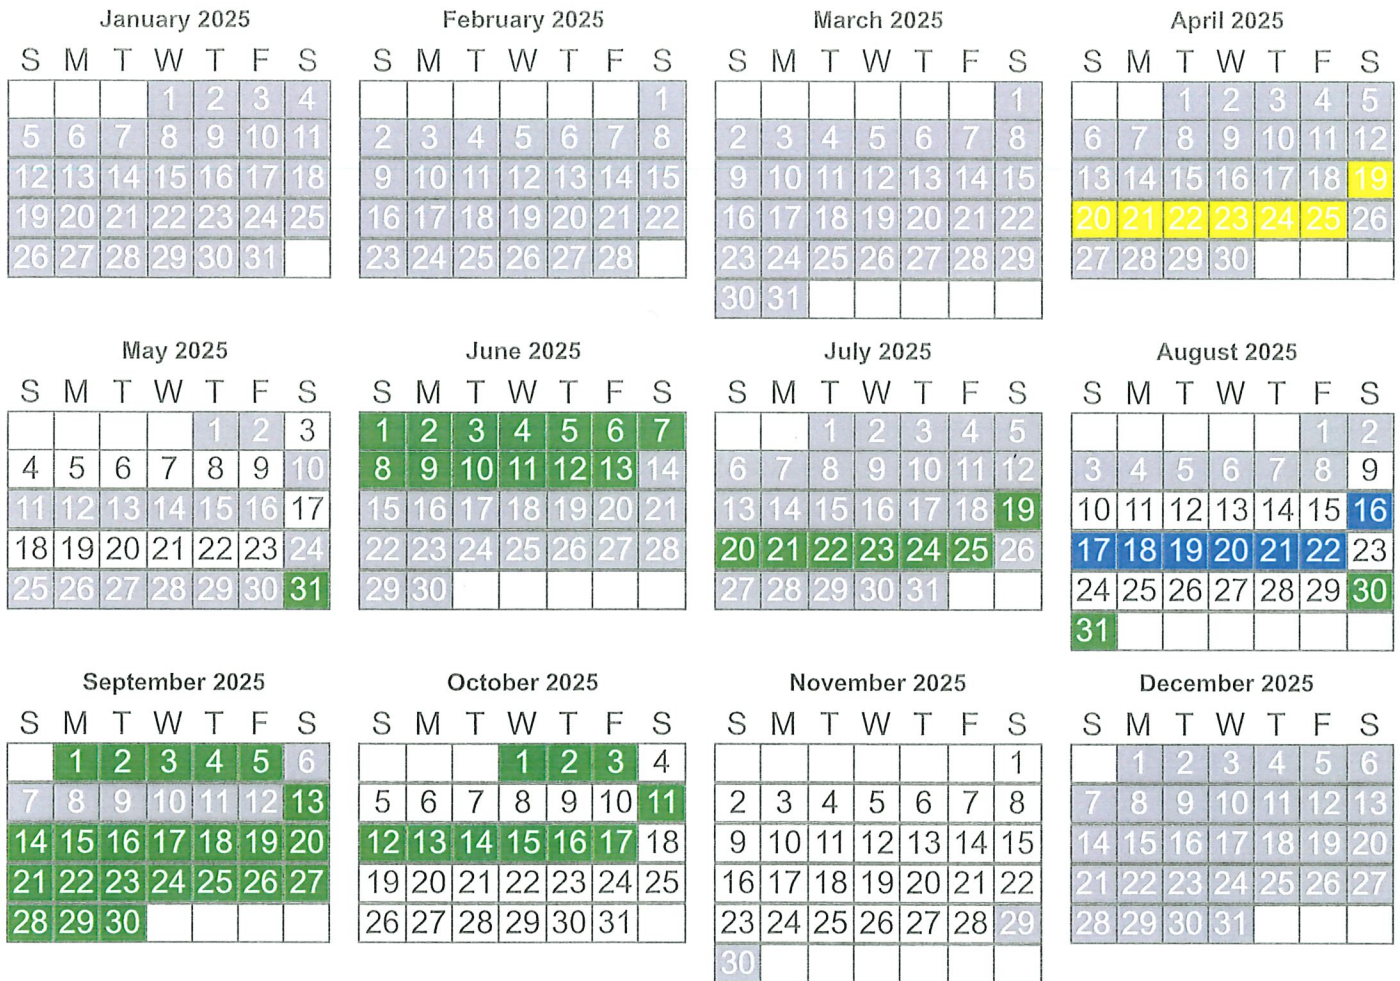 January 2025
S M T W T F S
1 2 3 4
5 6 7 8 9 10 11
12 13 14 15 16 17 18
19 20 21 22 23 24 25
26 27 28 29 30 31
February 2025
S M T W T F S
1
2 3 4 5 6 7 8
9 10 11 12 13 14 15
16 17 18 19 20 21 22
23 24 25 26 27 28
March 2025
S M T W T F S
1
2 3 4 5 6 7 8
9 10 11 12 13 14 15
16 17 18 19 20 21 22
23 24 25 26 27 28 29
30 31
April 2025
S M T W T F S
1 2 3 4 5
6 7 8 9 10 11 12
13 14 15 16 17 18 19
20 21 22 23 24 25 26
27 28 29 30
May 2025
S M T W T F S
1 2 3
4 5 6 7 8 9 10
11 12 13 14 15 16 17
18 19 20 21 22 23 24
25 26 27 28 29 30 31
June 2025
S M T W T F S
1 2 3 4 5 6 7
8 9 10 11 12 13 14
15 16 17 18 19 20 21
22 23 24 25 26 27 28
29 30
July 2025
S M T W T F S
1 2 3 4 5
6 7 8 9 10 11 12
13 14 15 16 17 18 19
20 21 22 23 24 25 26
27 28 29 30 31
August 2025
S M T W T F S
1 2
3 4 5 6 7 8 9
10 11 12 13 14 15 16
17 18 19 20 21 22 23
24 25 26 27 28 29 30
31
September 2025
S M T W T F S
1 2 3 4 5 6
7 8 9 10 11 12 13
14 15 16 17 18 19 20
21 22 23 24 25 26 27
28 29 30
October 2025
S M T W T F S
1 2 3 4
5 6 7 8 9 10 11
12 13 14 15 16 17 18
19 20 21 22 23 24 25
26 27 28 29 30 31
November 2025
S M T W T F S
1
2 3 4 5 6 7 8
9 10 11 12 13 14 15
16 17 18 19 20 21 22
23 24 25 26 27 28 29
30
December 2025
S M T W T F S
1 2 3 4 5 6
7 8 9 10 11 12 13
14 15 16 17 18 19 20
21 22 23 24 25 26 27
28 29 30 31